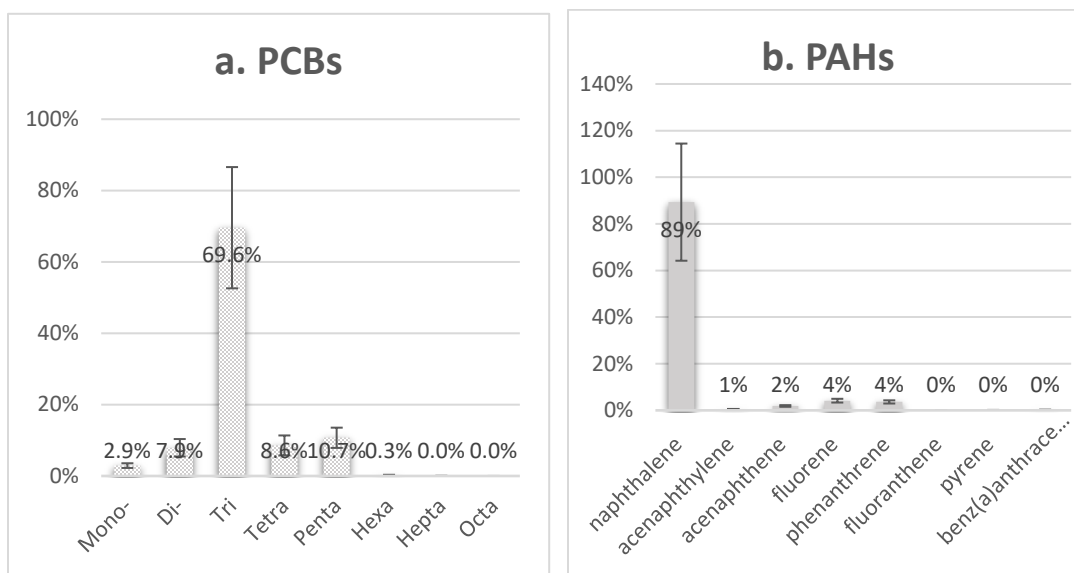 a. PCBs
100%
80%
60%
40%
20%
0%
69.6%
2.9% 7.9% 8.6% 10.7% 0.3% 0.0% 0.0%
Mono- Di- Tri Tetra Penta Hexa Hepta Octa
b. PAHs
140%
120%
100%
80%
60%
40%
20%
0%
89%
1% 2% 4% 4% 0% 0% 0%
naphthalene acenaphthylene acenaphthene fluorene phenanthrene fluoranthene pyrene benz(a)anthrace...